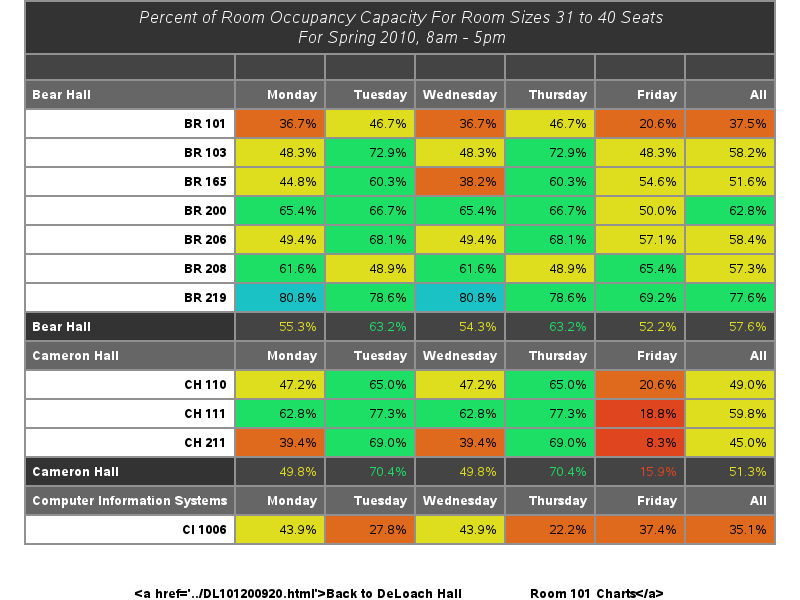 Percent of Room Occupancy Capacity For Room Sizes 31 to 40 Seats
For Spring 2010, 8am - 5pm
Bear Hall Monday Tuesday Wednesday Thursday Friday All
BR 101 36.7% 46.7% 36.7% 46.7% 20.6% 37.5%
BR 103 48.3% 72.9% 48.3% 72.9% 48.3% 58.2%
BR 165 44.8% 60.3% 38.2% 60.3% 54.6% 51.6%
BR 200 65.4% 66.7% 65.4% 66.7% 50.0% 62.8%
BR 206 49.4% 68.1% 49.4% 68.1% 57.1% 58.4%
BR 208 61.6% 48.9% 61.6% 48.9% 65.4% 57.3%
BR 219 80.8% 78.6% 80.8% 78.6% 69.2% 77.6%
Bear Hall 55.3% 63.2% 54.3% 63.2% 52.2% 57.6%
Cameron Hall Monday Tuesday Wednesday Thursday Friday All
CH 110 47.2% 65.0% 47.2% 65.0% 20.6% 49.0%
CH 111 62.8% 77.3% 62.8% 77.3% 18.8% 59.8%
CH 211 39.4% 69.0% 39.4% 69.0% 8.3% 45.0%
Cameron Hall 49.8% 70.4% 49.8% 70.4% 15.9% 51.3%
Computer Information Systems Monday Tuesday Wednesday Thursday Friday All
CI 1006 43.9% 27.8% 43.9% 22.2% 37.4% 35.1%
<a href='../DL101200920.html'>Back to DeLoach Hall Room 101 Charts</a>